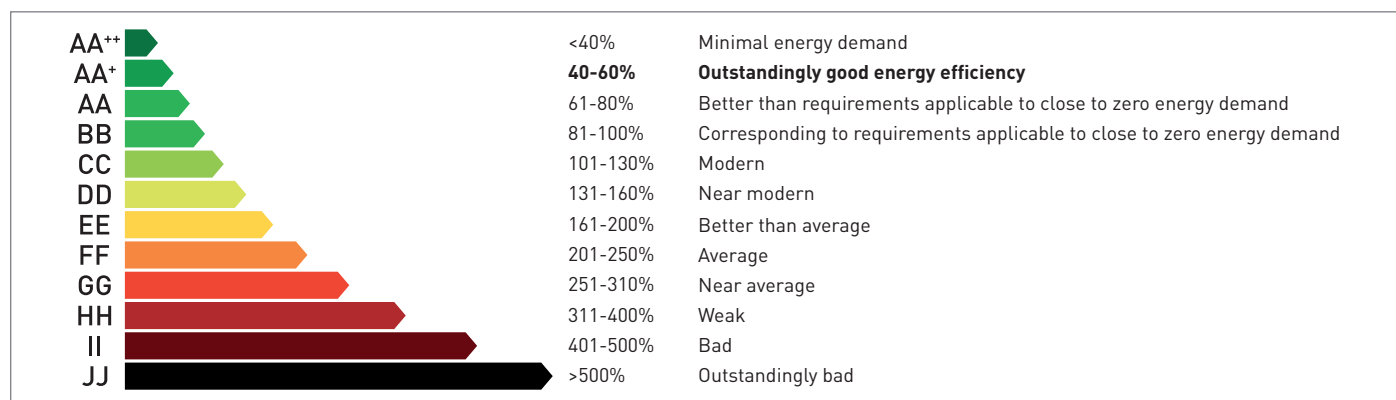 AA++ <40% Minimal energy demand
AA+ 40-60% Outstandingly good energy efficiency
AA 61-80% Better than requirements applicable to close to zero energy demand
BB 81-100% Corresponding to requirements applicable to close to zero energy demand
CC 101-130% Modern
DD 131-160% Near modern
EE 161-200% Better than average
FF 201-250% Average
GG 251-310% Near average
HH 311-400% Weak
II 401-500% Bad
JJ >500% Outstandingly bad